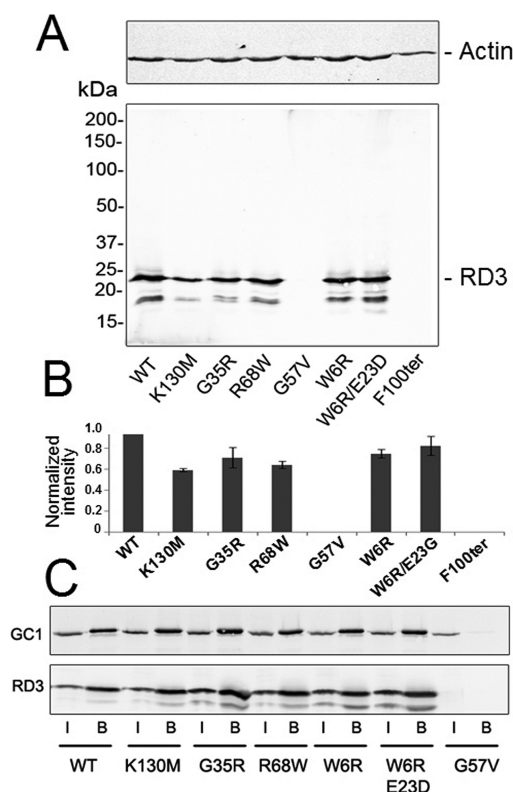 A
- Actin
kDa
200-
150-
100-
50-
37-
25-
- RD3
20-
15-
WT K130M G35R R68W G57V W6R W6R/E23D F100ter
B
Normalized
intensity
1.0
0.8
0.6
0.4
0.2
0
WT K130M G35R R68W G57V W6R W6R/E23G F100ter
C
GC1
RD3
I B I B I B I B I B I B I B
WT K130M G35R R68W W6R W6R G57V
E23D